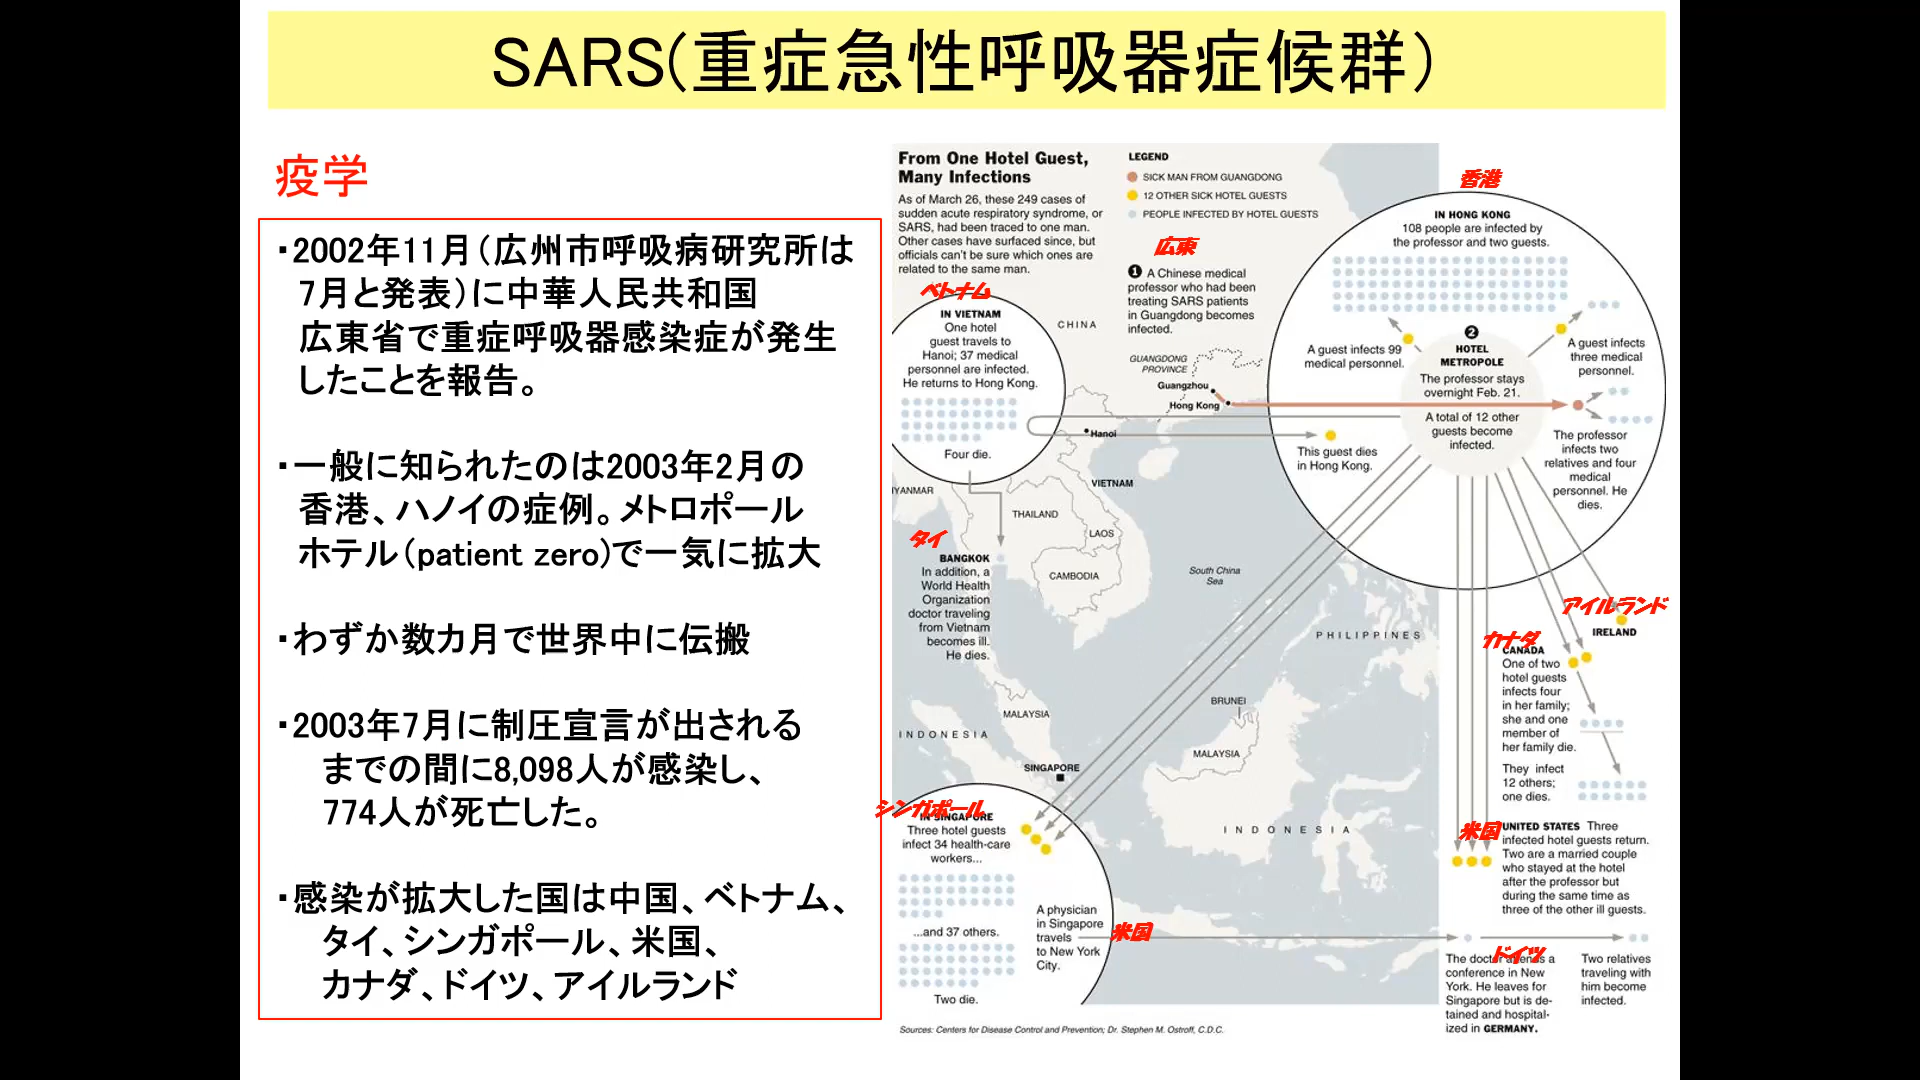 SARS(重症急性呼吸器症候群)
疫学
・2002年11月(広州市呼吸病研究所は
7月と発表)に中華人民共和国
広東省で重症呼吸器感染症が発生
したことを報告。
・一般に知られたのは2003年2月の
香港、ハノイの症例。メトロポール
ホテル(patient zero)で一気に拡大
・わずか数カ月で世界中に伝搬
・2003年7月に制圧宣言が出される
までの間に8,098人が感染し、
774人が死亡した。
・感染が拡大した国は中国、ベトナム、
タイ、シンガポール、米国、
カナダ、ドイツ、アイルランド
From One Hotel Guest,
Many Infections
As of March 26, these 249 cases of
sudden acute respiratory syndrome, or
SARS, had been traced to one man.
Other cases have surfaced since, but
officials can't be sure which ones are
related to the same man.
LEGEND
SICK MAN FROM GUANGDONG
12 OTHER SICK HOTEL GUESTS
PEOPLE INFECTED BY HOTEL GUESTS
広東
1 A Chinese medical
professor who had been
treating SARS patients
in Guangdong becomes
infected.
香港
IN HONG KONG
108 people are infected by
the professor and two guests.
A guest infects 99
medical personnel.
2
HOTEL
METROPOLE
The professor stays
overnight Feb. 21.
A total of 12 other
guests become
infected.
A guest infects
three medical
personnel.
The professor
infects two
relatives and four
medical
personnel. He
dies.
This guest dies
in Hong Kong.
ベトナム
IN VIETNAM
One hotel
guest travels to
Hanoi; 37 medical
personnel are infected.
He returns to Hong Kong.
Four die.
CHINA
GUANGDONG
PROVINCE
Guangzhou
Hong Kong
Hanoi
VIETNAM
YANMAR
THAILAND
LAOS
CAMBODIA
South China
Sea
PHILIPPINES
タイ
BANGKOK
In addition, a
World Health
Organization
doctor traveling
from Vietnam
becomes ill.
He dies.
BRUNEI
MALAYSIA
MALAYSIA
INDONESIA
SINGAPORE
INDONESIA
シンガポール
IN SINGAPORE
Three hotel guests
infect 34 health-care
workers...
...and 37 others.
Two die.
A physician
in Singapore
travels
to New York
City.
米国
アイルランド
IRELAND
カナダ
CANADA
One of two
hotel guests
infects four
in her family;
she and one
member of
her family die.
They infect
12 others;
one dies.
米国
UNITED STATES Three
infected hotel guests return.
Two are a married couple
who stayed at the hotel
after the professor but
during the same time as
three of the other ill guests.
ドイツ
The doctor attends a
conference in New
York. He leaves for
Singapore but is de-
tained and hospital-
ized in GERMANY.
Two relatives
traveling with
him become
infected.
Sources: Centers for Disease Control and Prevention; Dr. Stephen M. Ostroff, C.D.C.